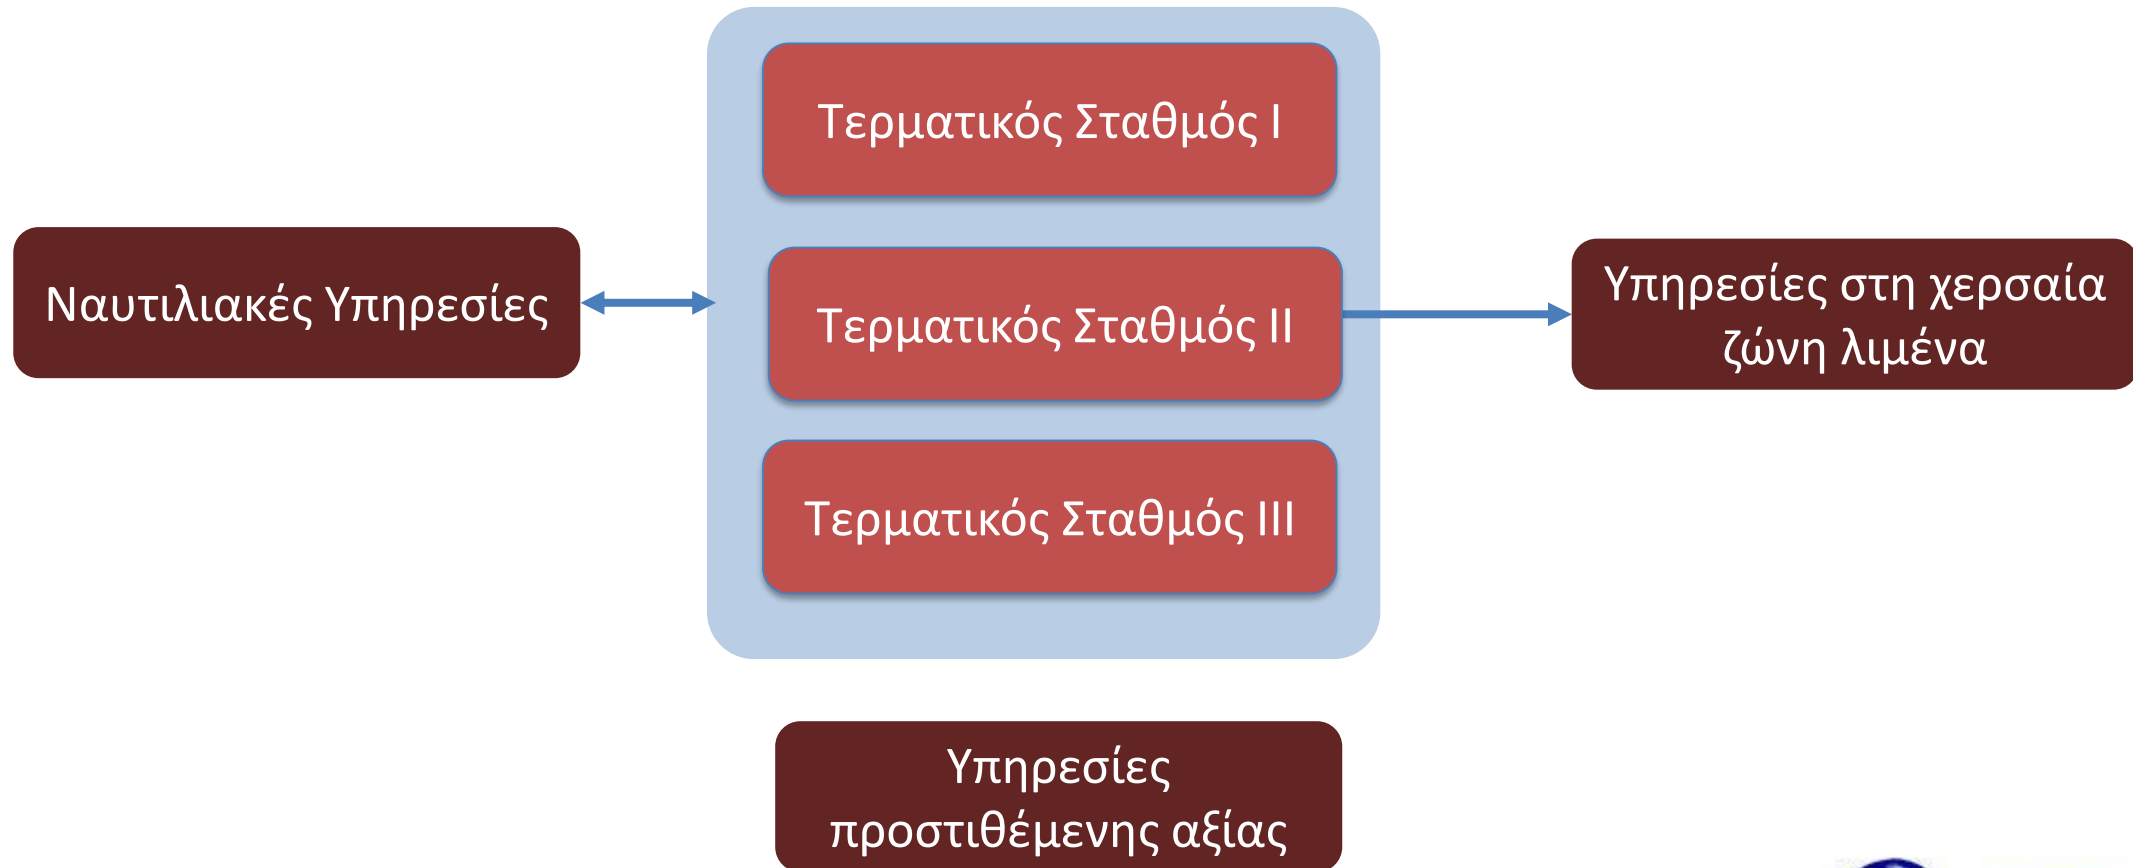 Τερματικός Σταθμός I
Ναυτιλιακές Υπηρεσίες
Τερματικός Σταθμός II
Υπηρεσίες στη χερσαία
ζώνη λιμένα
Τερματικός Σταθμός III
Υπηρεσίες
προστιθέμενης αξίας